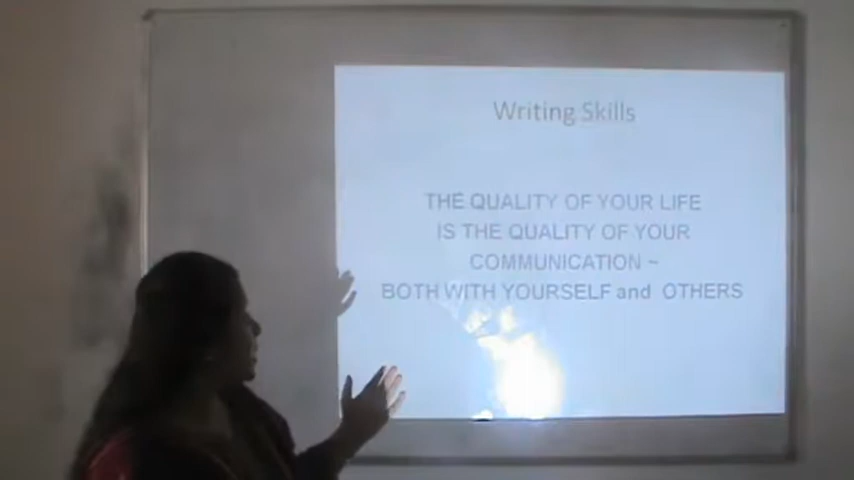 Writing Skills
THE QUALITY OF YOUR LIFE
IS THE QUALITY OF YOUR
COMMUNICATION ~
BOTH WITH YOURSELF and OTHERS